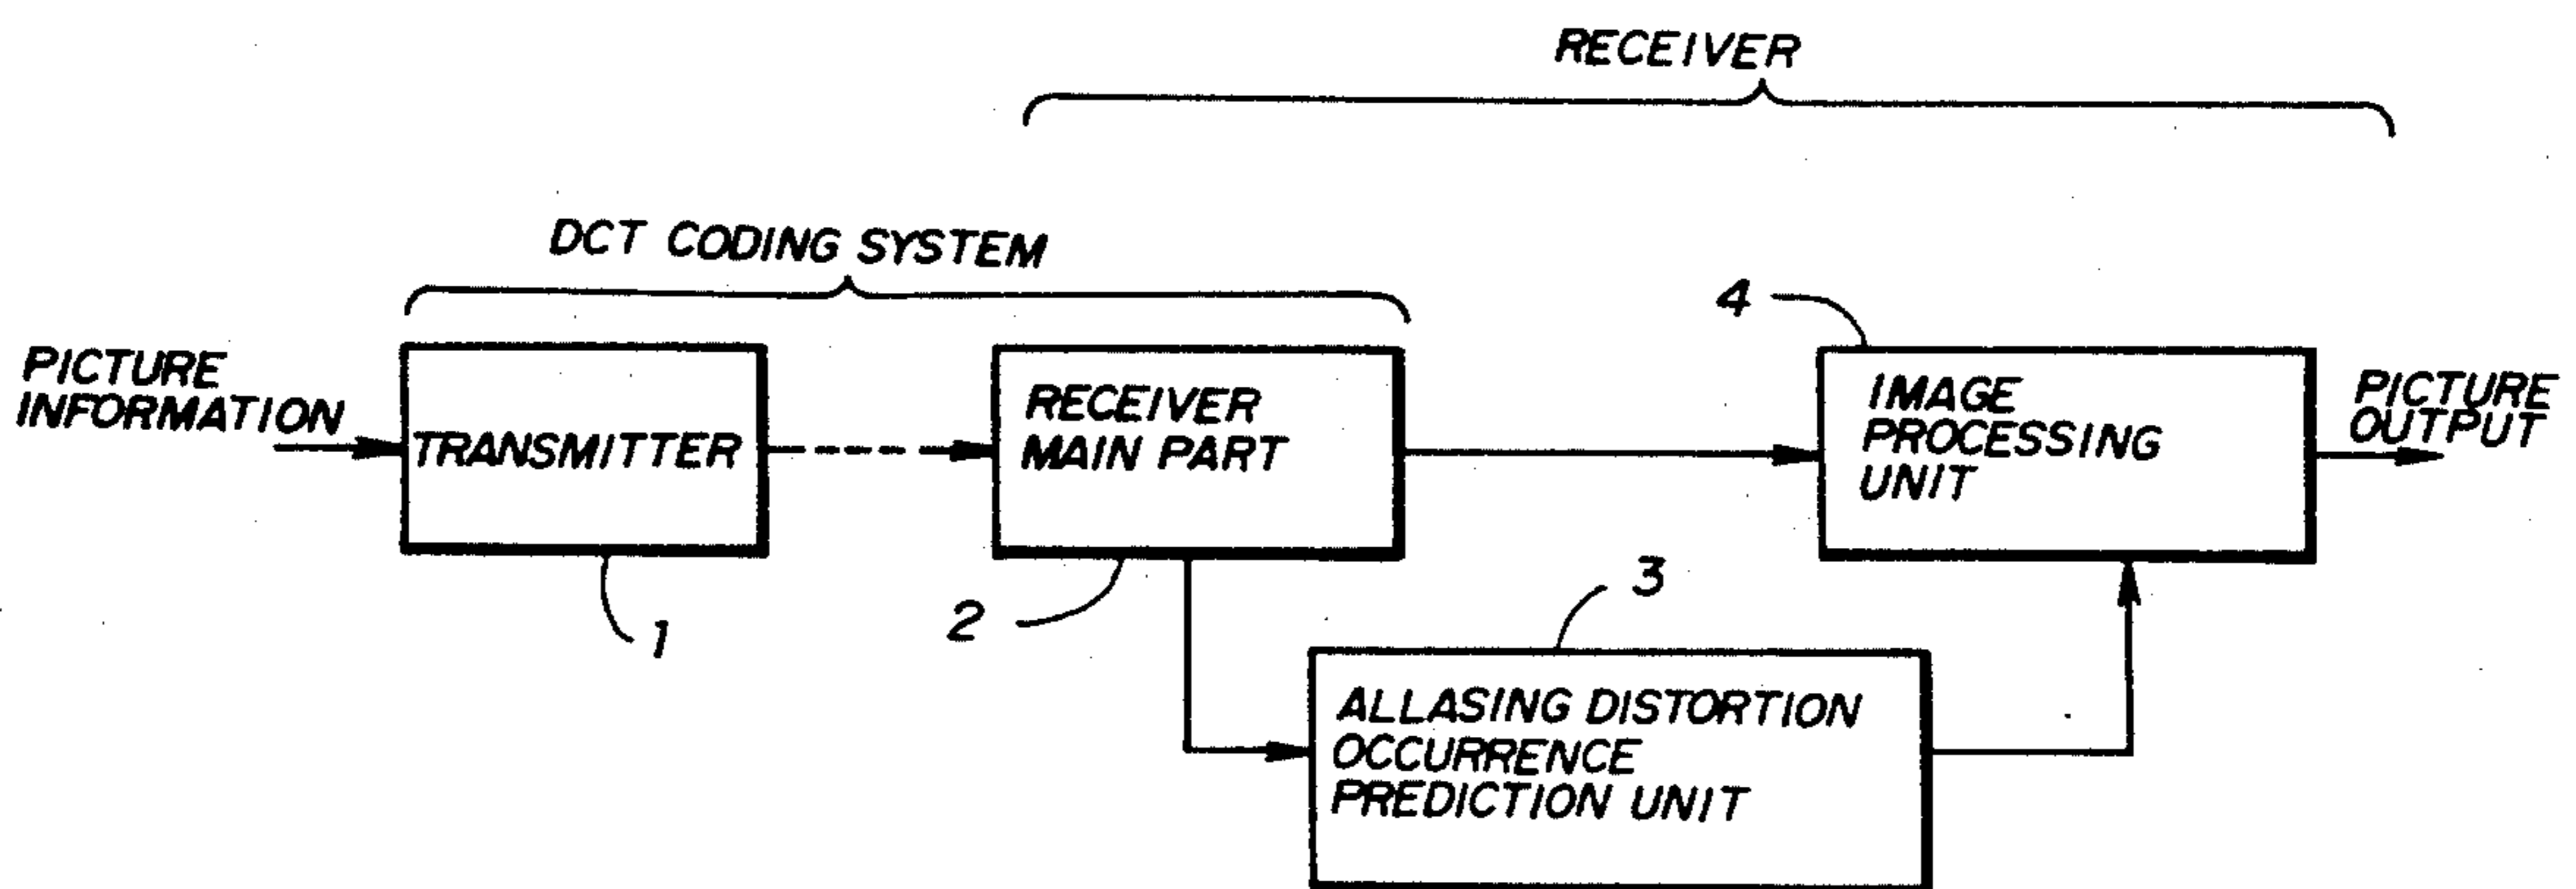 RECEIVER
DCT CODING SYSTEM
4
PICTURE
INFORMATION
TRANSMITTER
RECEIVER
MAIN PART
IMAGE
PROCESSING
UNIT
PICTURE
OUTPUT
1
2
3
ALLASING DISTORTION
OCCURRENCE
PREDICTION UNIT